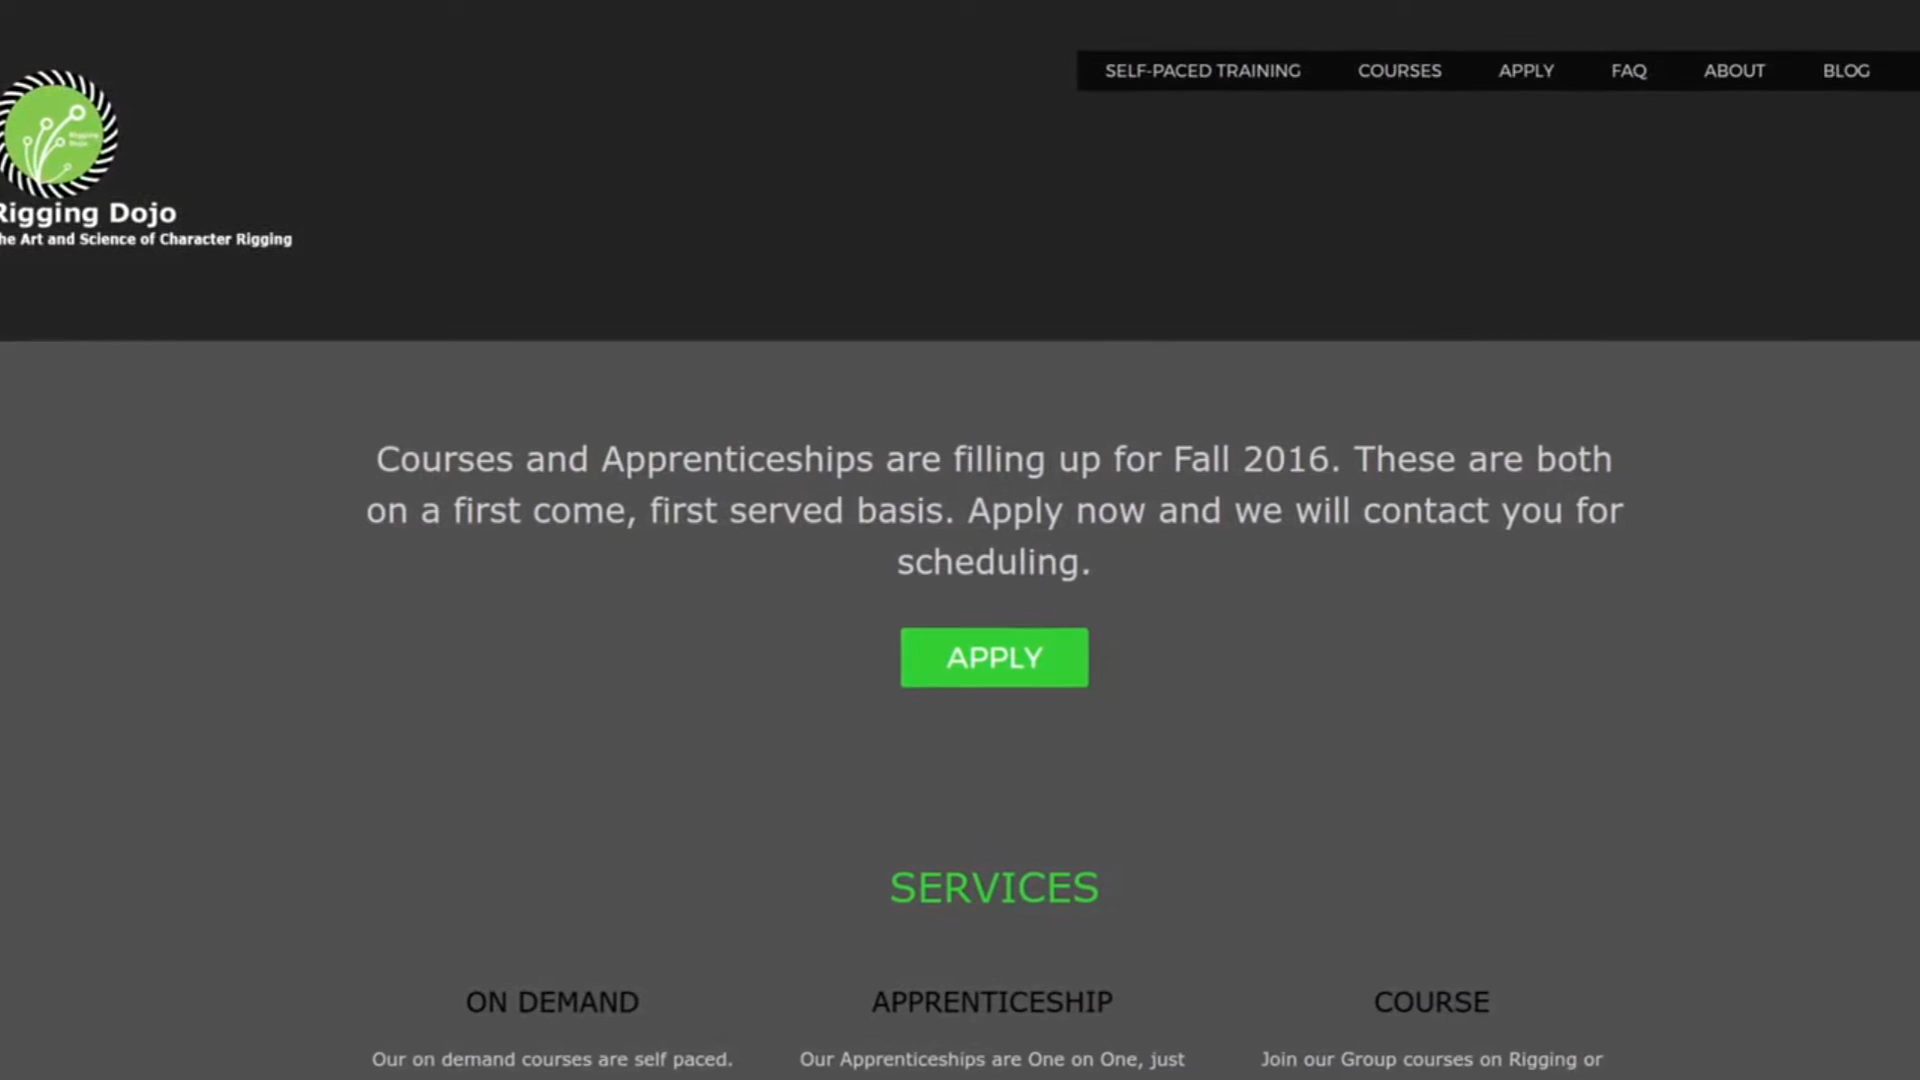 SELF-PACED TRAINING COURSES APPLY FAQ ABOUT BLOG
Rigging Dojo
Rigging Dojo
he Art and Science of Character Rigging
Courses and Apprenticeships are filling up for Fall 2016. These are both
on a first come, first served basis. Apply now and we will contact you for
scheduling.
APPLY
SERVICES
ON DEMAND APPRENTICESHIP COURSE
Our on demand courses are self paced. Our Apprenticeships are One on One, just Join our Group courses on Rigging or